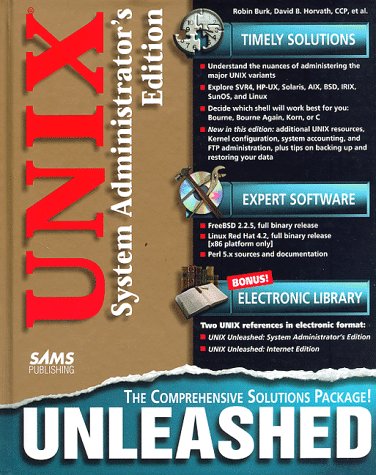 Robin Burk, David B. Horvath, CCP, et al.
UNIX®
System Administrator's
Edition
TIMELY SOLUTIONS
Understand the nuances of administering the
major UNIX variants
Explore SVR4, HP-UX, Solaris, AIX, BSD, IRIX,
SunOS, and Linux
Decide which shell will work best for you:
Bourne, Bourne Again, Korn, or C
New in this edition: additional UNIX resources,
Kernel configuration, system accounting, and
FTP administration, plus tips on backing up and
restoring your data
EXPERT SOFTWARE
FreeBSD 2.2.5, full binary release
Linux Red Hat 4.2, full binary release
[x86 platform only]
Perl 5.x sources and documentation
BONUS!
ELECTRONIC LIBRARY
Two UNIX references in electronic format:
UNIX Unleashed: System Administrator's Edition
UNIX Unleashed: Internet Edition
SAMS
PUBLISHING
THE COMPREHENSIVE SOLUTIONS PACKAGE!
UNLEASHED